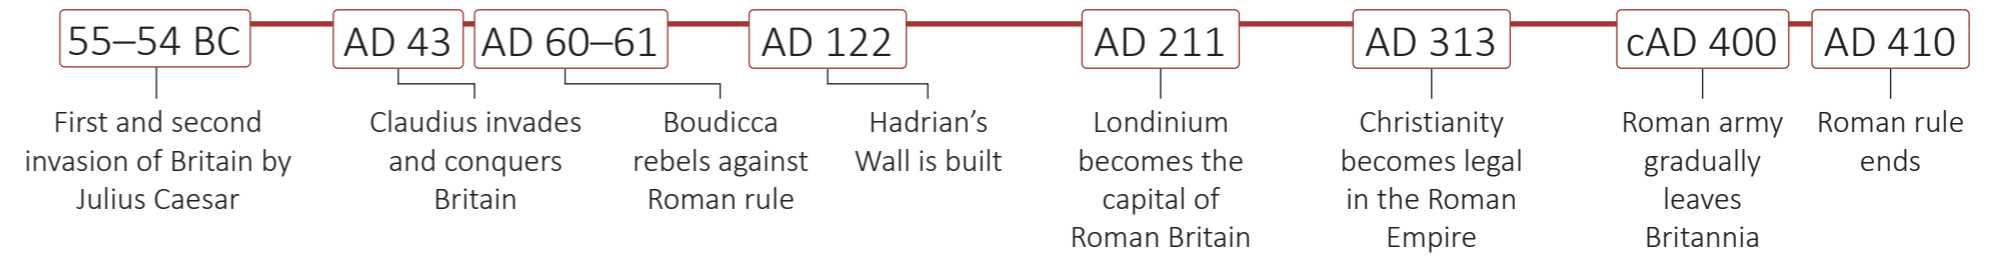 55–54 BC
First and second
invasion of Britain by
Julius Caesar
AD 43
Claudius invades
and conquers
Britain
AD 60–61
Boudicca
rebels against
Roman rule
AD 122
Hadrian’s
Wall is built
AD 211
Londinium
becomes the
capital of
Roman Britain
AD 313
Christianity
becomes legal
in the Roman
Empire
cAD 400
Roman army
gradually
leaves
Britannia
AD 410
Roman rule
ends